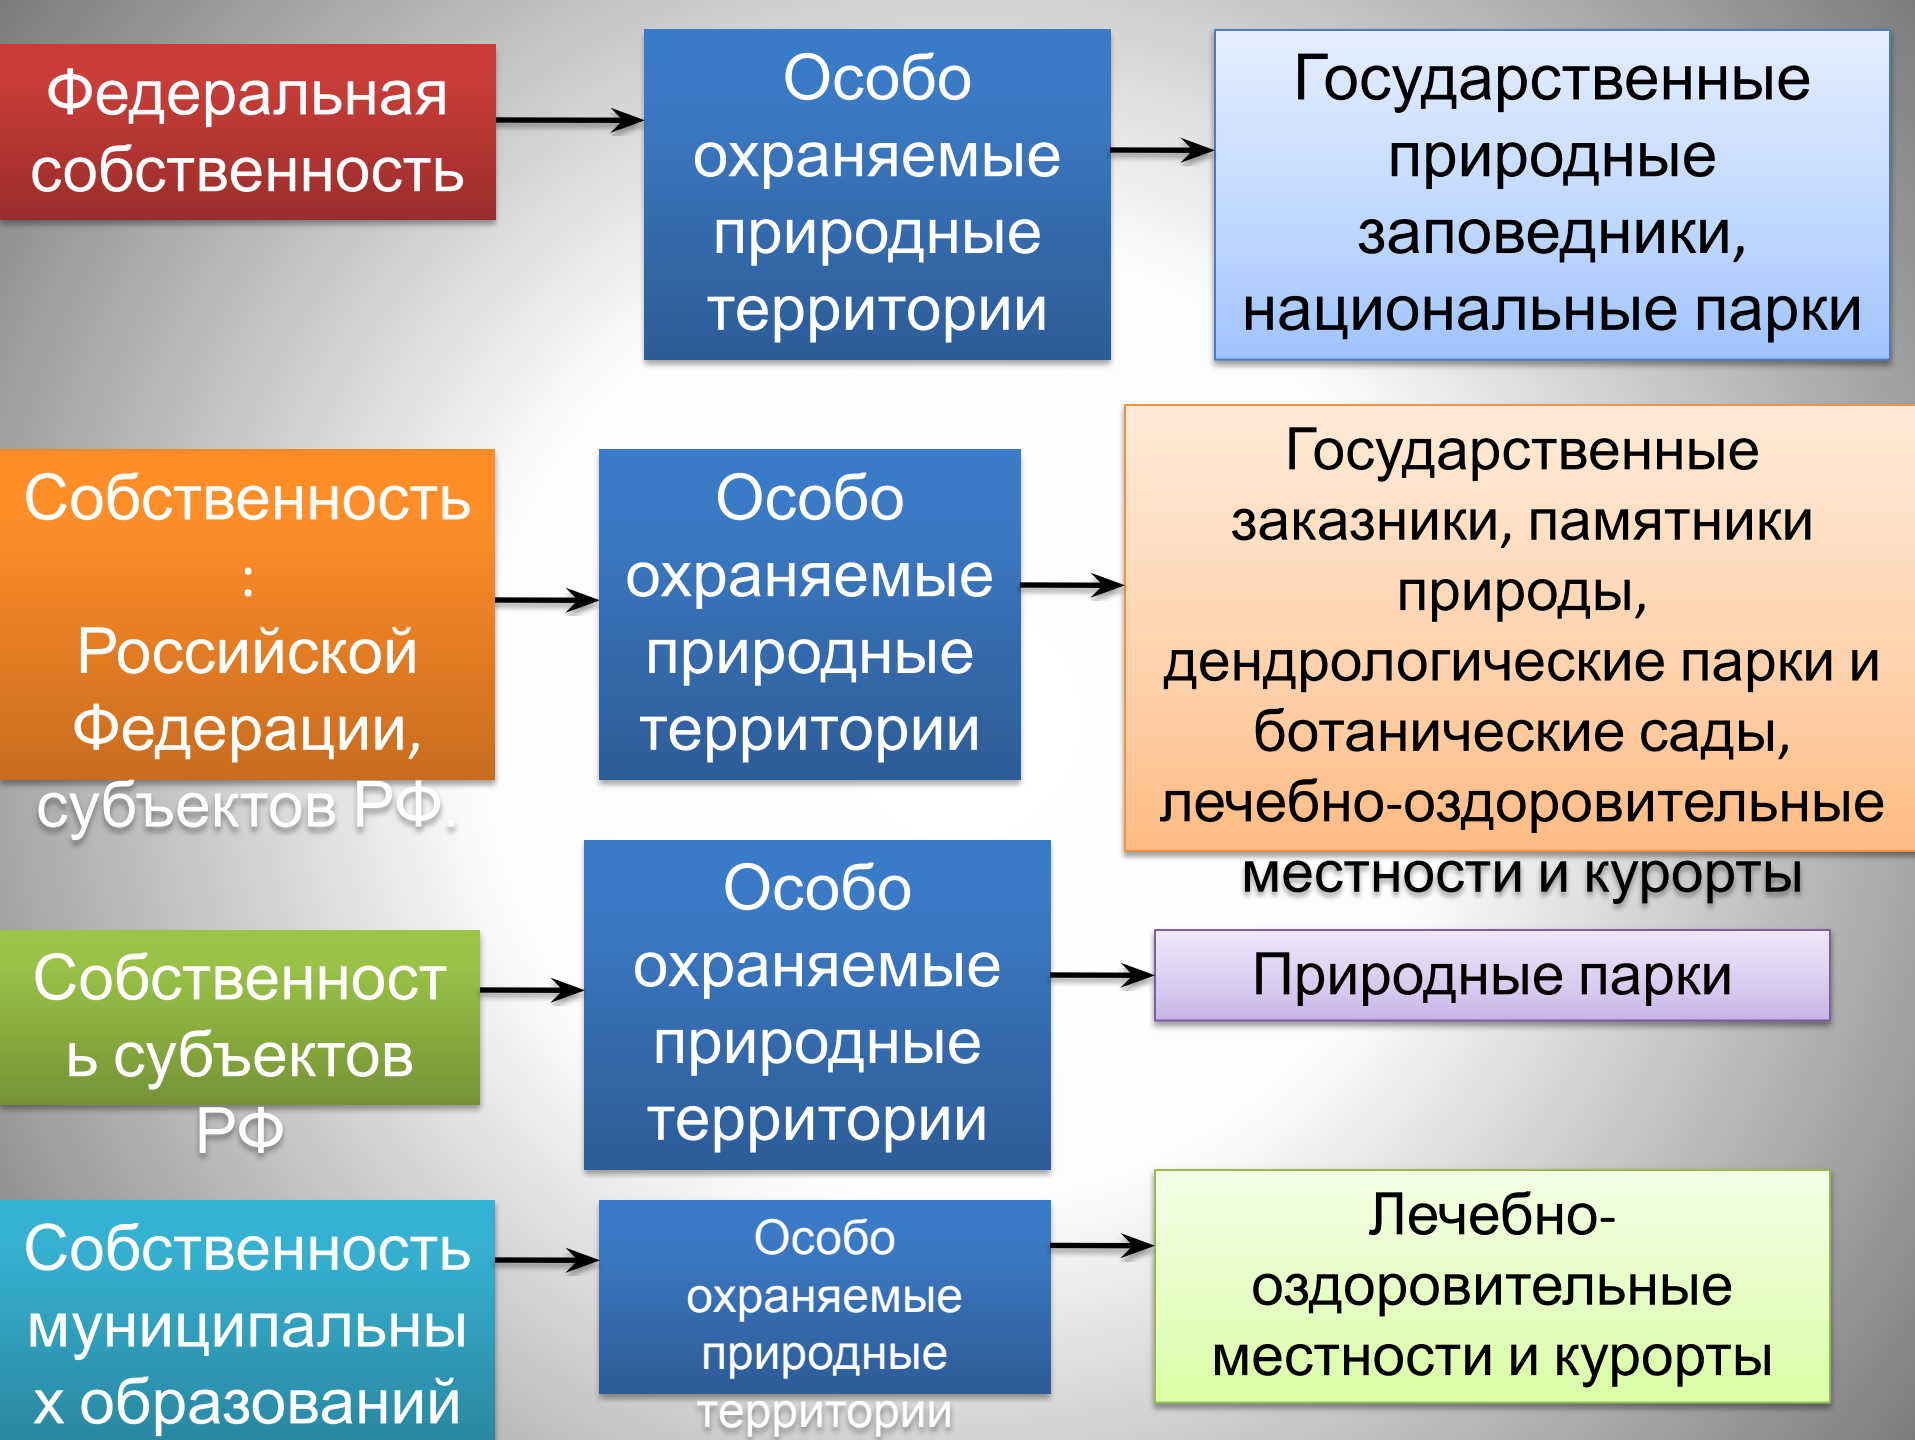 Федеральная
собственность
Особо
охраняемые
природные
территории
Государственные
природные
заповедники,
национальные парки
Собственность
:
Российской
Федерации,
субъектов РФ.
Особо
охраняемые
природные
территории
Государственные
заказники, памятники
природы,
дендрологические парки и
ботанические сады,
лечебно-оздоровительные
местности и курорты
Собственност
ь субъектов
РФ
Особо
охраняемые
природные
территории
Природные парки
Собственность
муниципальны
х образований
Особо
охраняемые
природные
территории
Лечебно-
оздоровительные
местности и курорты